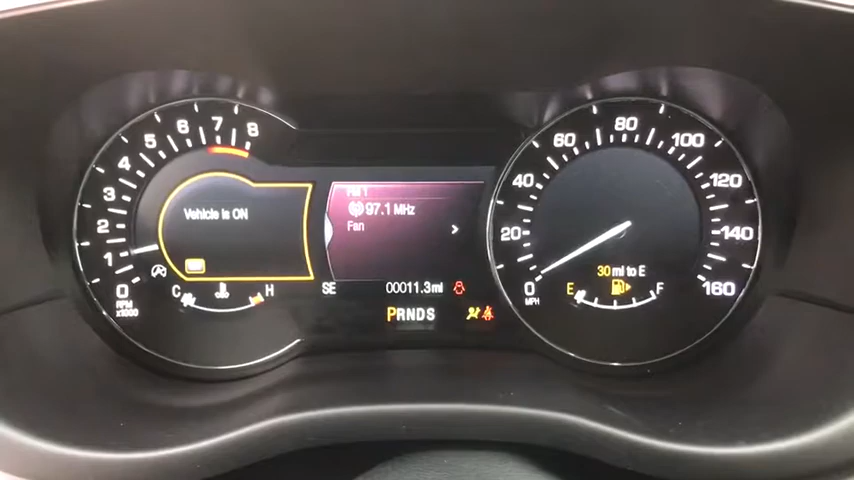 0
1
2
3
4
5
6
7
8
RPM
x1000
Vehicle is ON
C
H
FM 1
97.1 MHz
Fan
SE
00011.3mi
PRNDS
0
20
40
60
80
100
120
140
160
MPH
30 mi to E
E
F